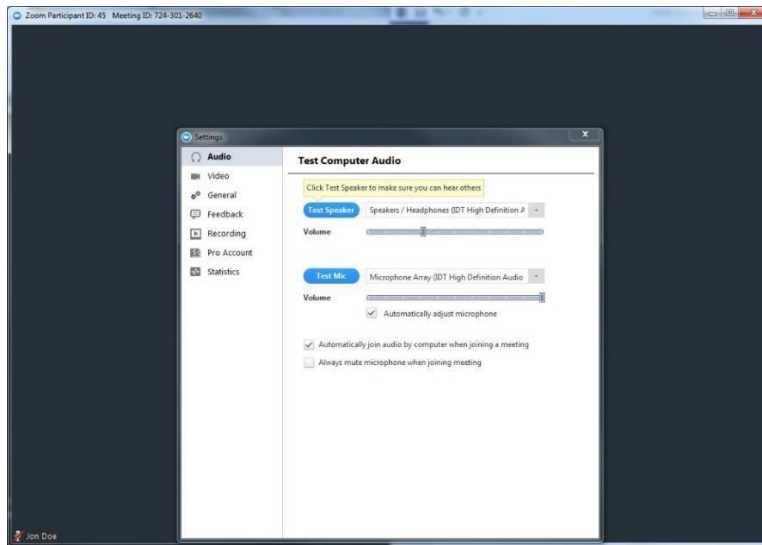 Zoom Participant ID: 45 Meeting ID: 724-301-2640
Settings
Audio
Video
General
Feedback
Recording
Pro Account
Statistics
Test Computer Audio
Click Test Speaker to make sure you can hear others
Test Speaker Speakers / Headphones (IDT High Definition A
Volume
Test Mic Microphone Array (IDT High Definition Audio
Volume
Automatically adjust microphone
Automatically join audio by computer when joining a meeting
Always mute microphone when joining meeting
Jon Doe